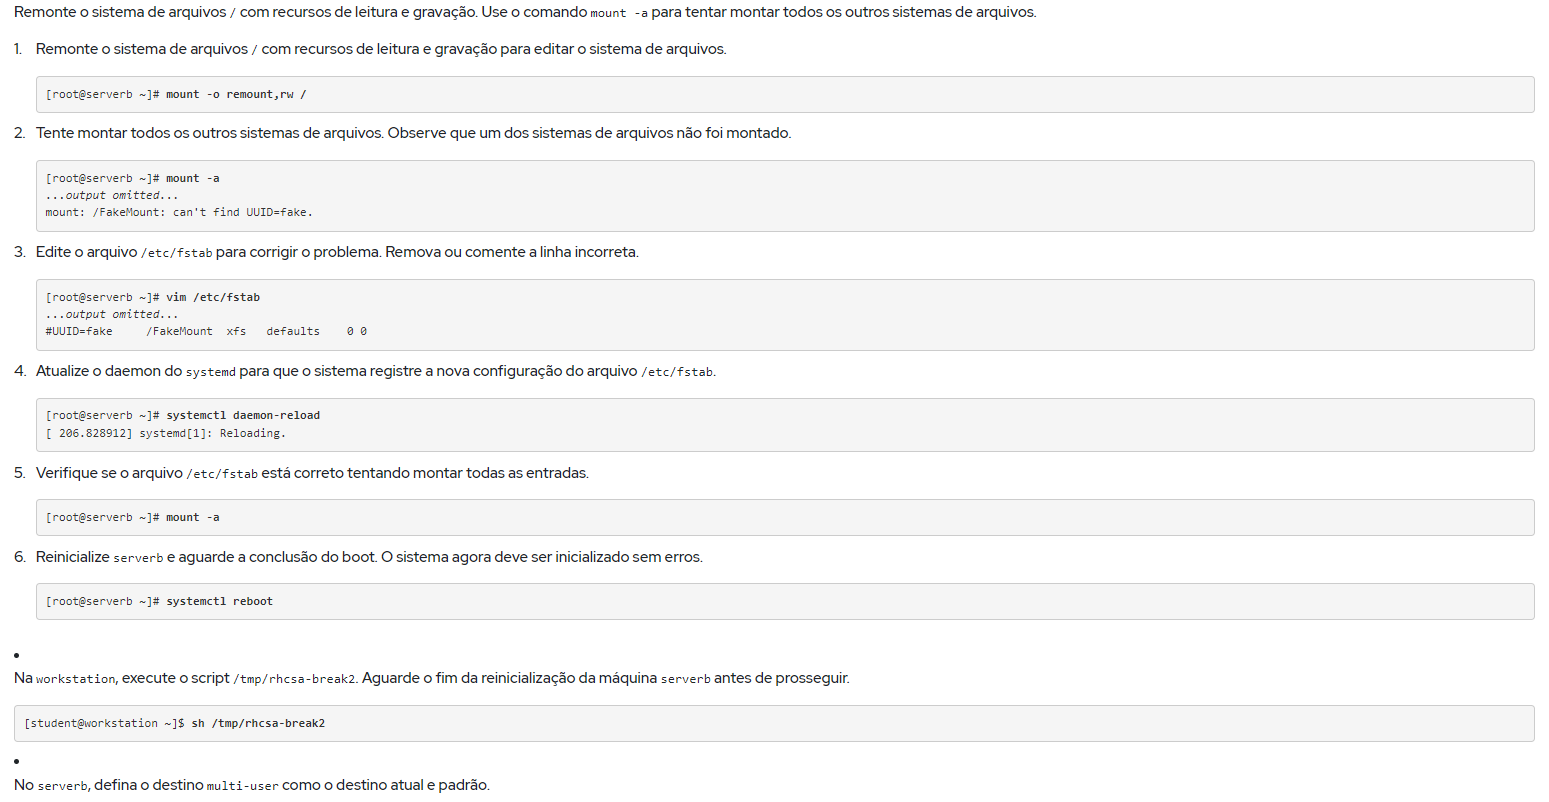 Remonte o sistema de arquivos / com recursos de leitura e gravação. Use o comando mount -a para tentar montar todos os outros sistemas de arquivos.
1. Remonte o sistema de arquivos / com recursos de leitura e gravação para editar o sistema de arquivos.
[root@serverb ~]# mount -o remount,rw /
2. Tente montar todos os outros sistemas de arquivos. Observe que um dos sistemas de arquivos não foi montado.
[root@serverb ~]# mount -a
...output omitted...
mount: /FakeMount: can't find UUID=fake.
3. Edite o arquivo /etc/fstab para corrigir o problema. Remova ou comente a linha incorreta.
[root@serverb ~]# vim /etc/fstab
...output omitted...
#UUID=fake     /FakeMount  xfs   defaults    0 0
4. Atualize o daemon do systemd para que o sistema registre a nova configuração do arquivo /etc/fstab.
[root@serverb ~]# systemctl daemon-reload
[ 206.828912] systemd[1]: Reloading.
5. Verifique se o arquivo /etc/fstab está correto tentando montar todas as entradas.
[root@serverb ~]# mount -a
6. Reinicialize serverb e aguarde a conclusão do boot. O sistema agora deve ser inicializado sem erros.
[root@serverb ~]# systemctl reboot
•
Na workstation, execute o script /tmp/rhcsa-break2. Aguarde o fim da reinicialização da máquina serverb antes de prosseguir.
[student@workstation ~]$ sh /tmp/rhcsa-break2
•
No serverb, defina o destino multi-user como o destino atual e padrão.